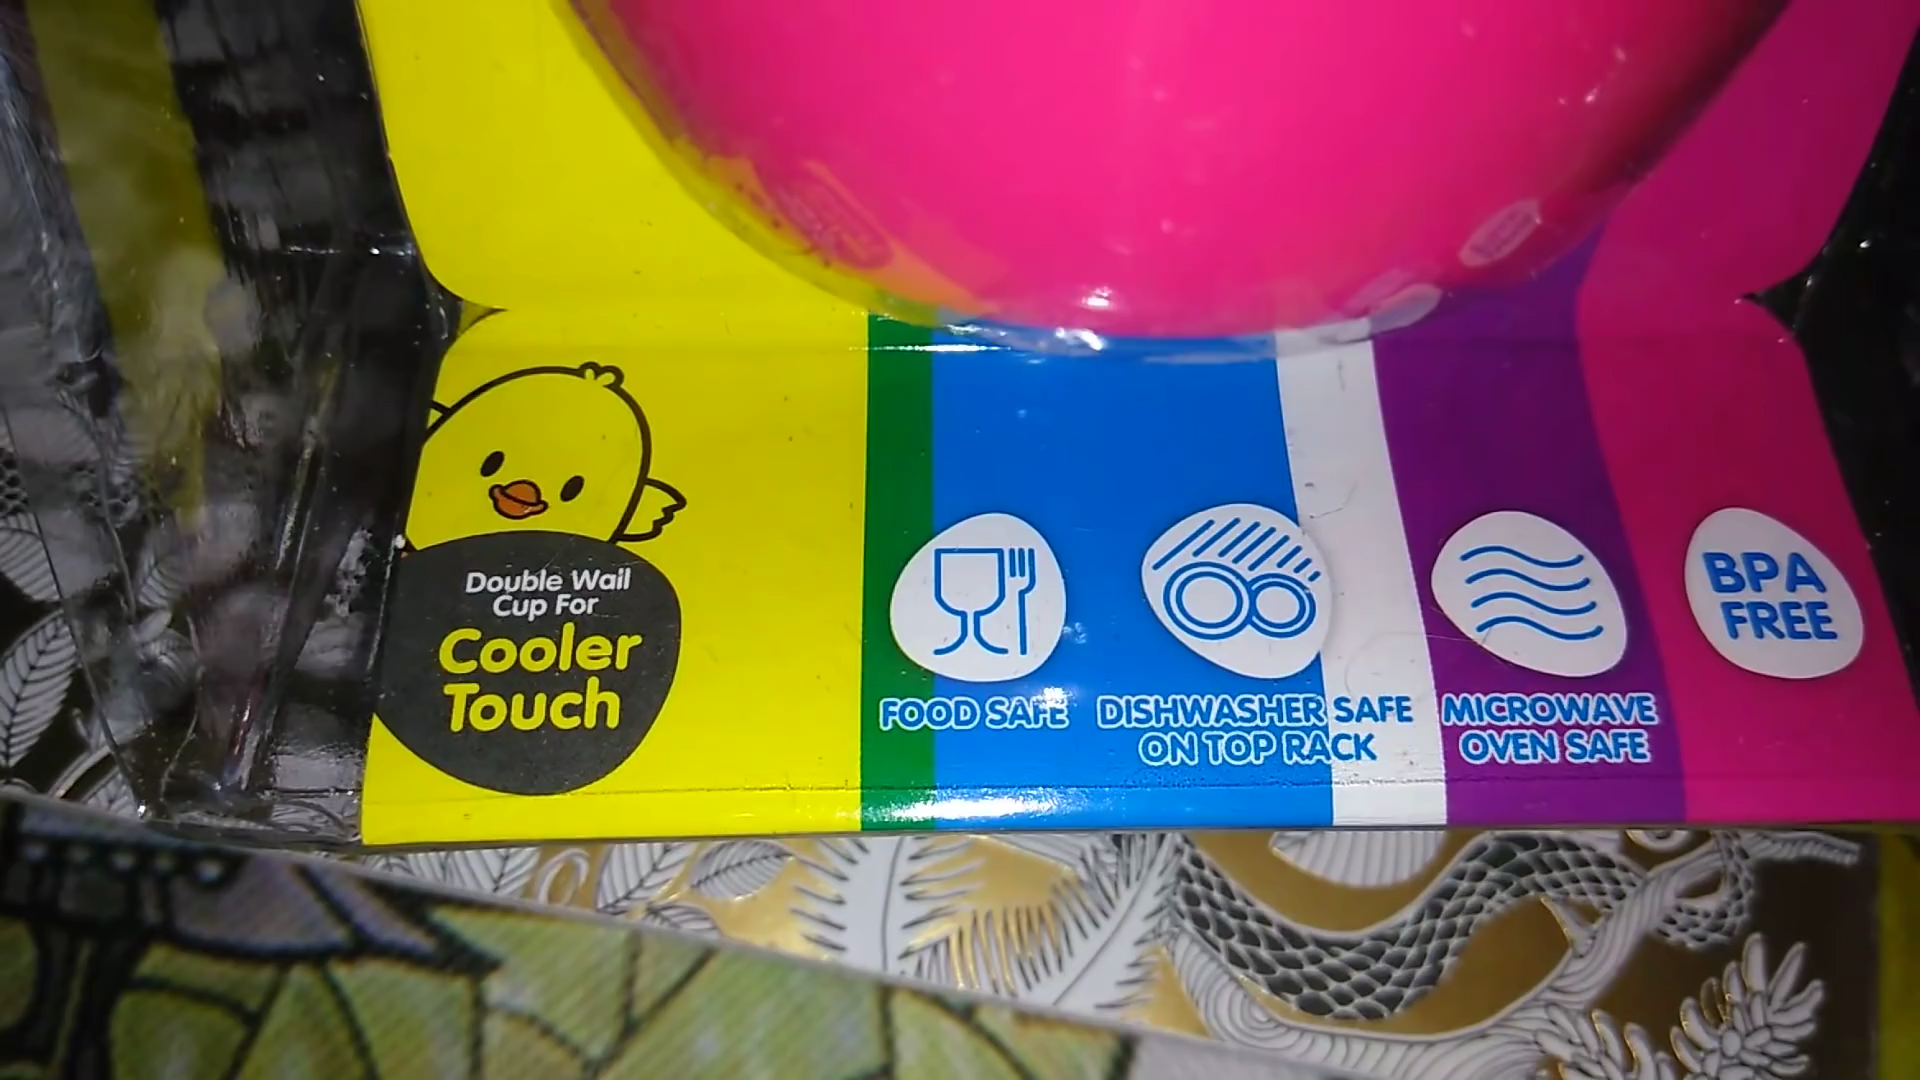 Double Wall
Cup For
Cooler
Touch
FOOD SAFE
DISHWASHER SAFE
ON TOP RACK
MICROWAVE
OVEN SAFE
BPA
FREE